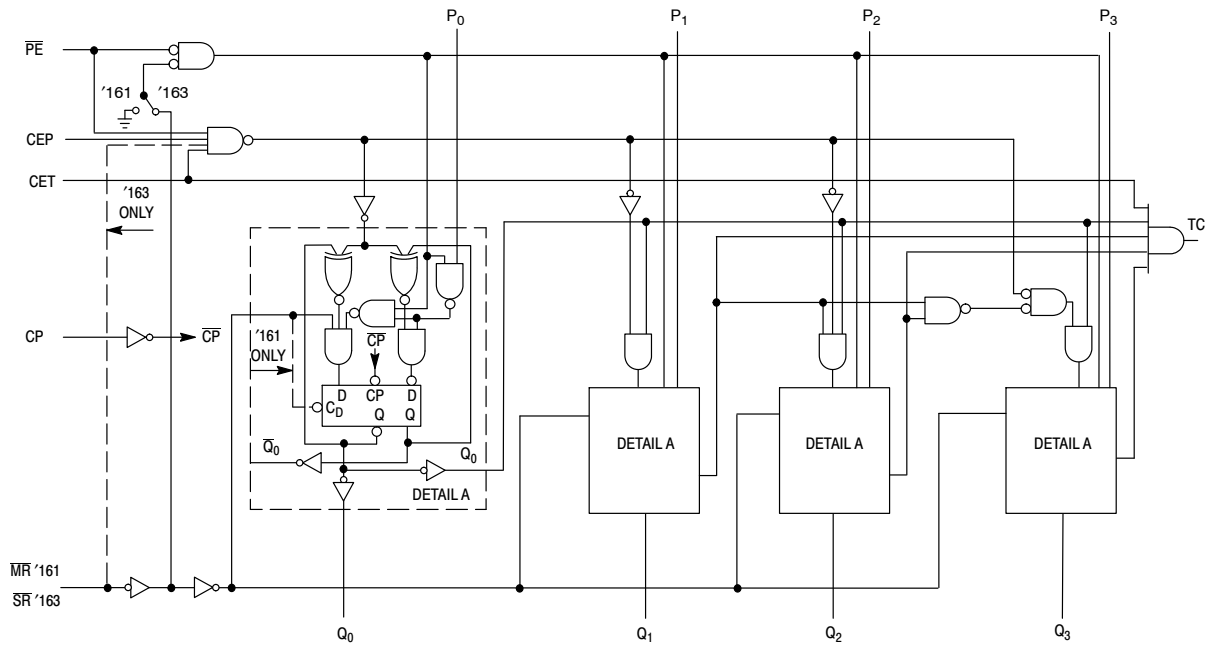 P0 P1 P2 P3
PE
'161 '163
CEP
CET
'163
ONLY
TC
CP CP
'161
ONLY
CP
D CP D
CD Q Q
Q0 Q0
DETAIL A
DETAIL A DETAIL A DETAIL A
MR '161
SR '163
Q0 Q1 Q2 Q3